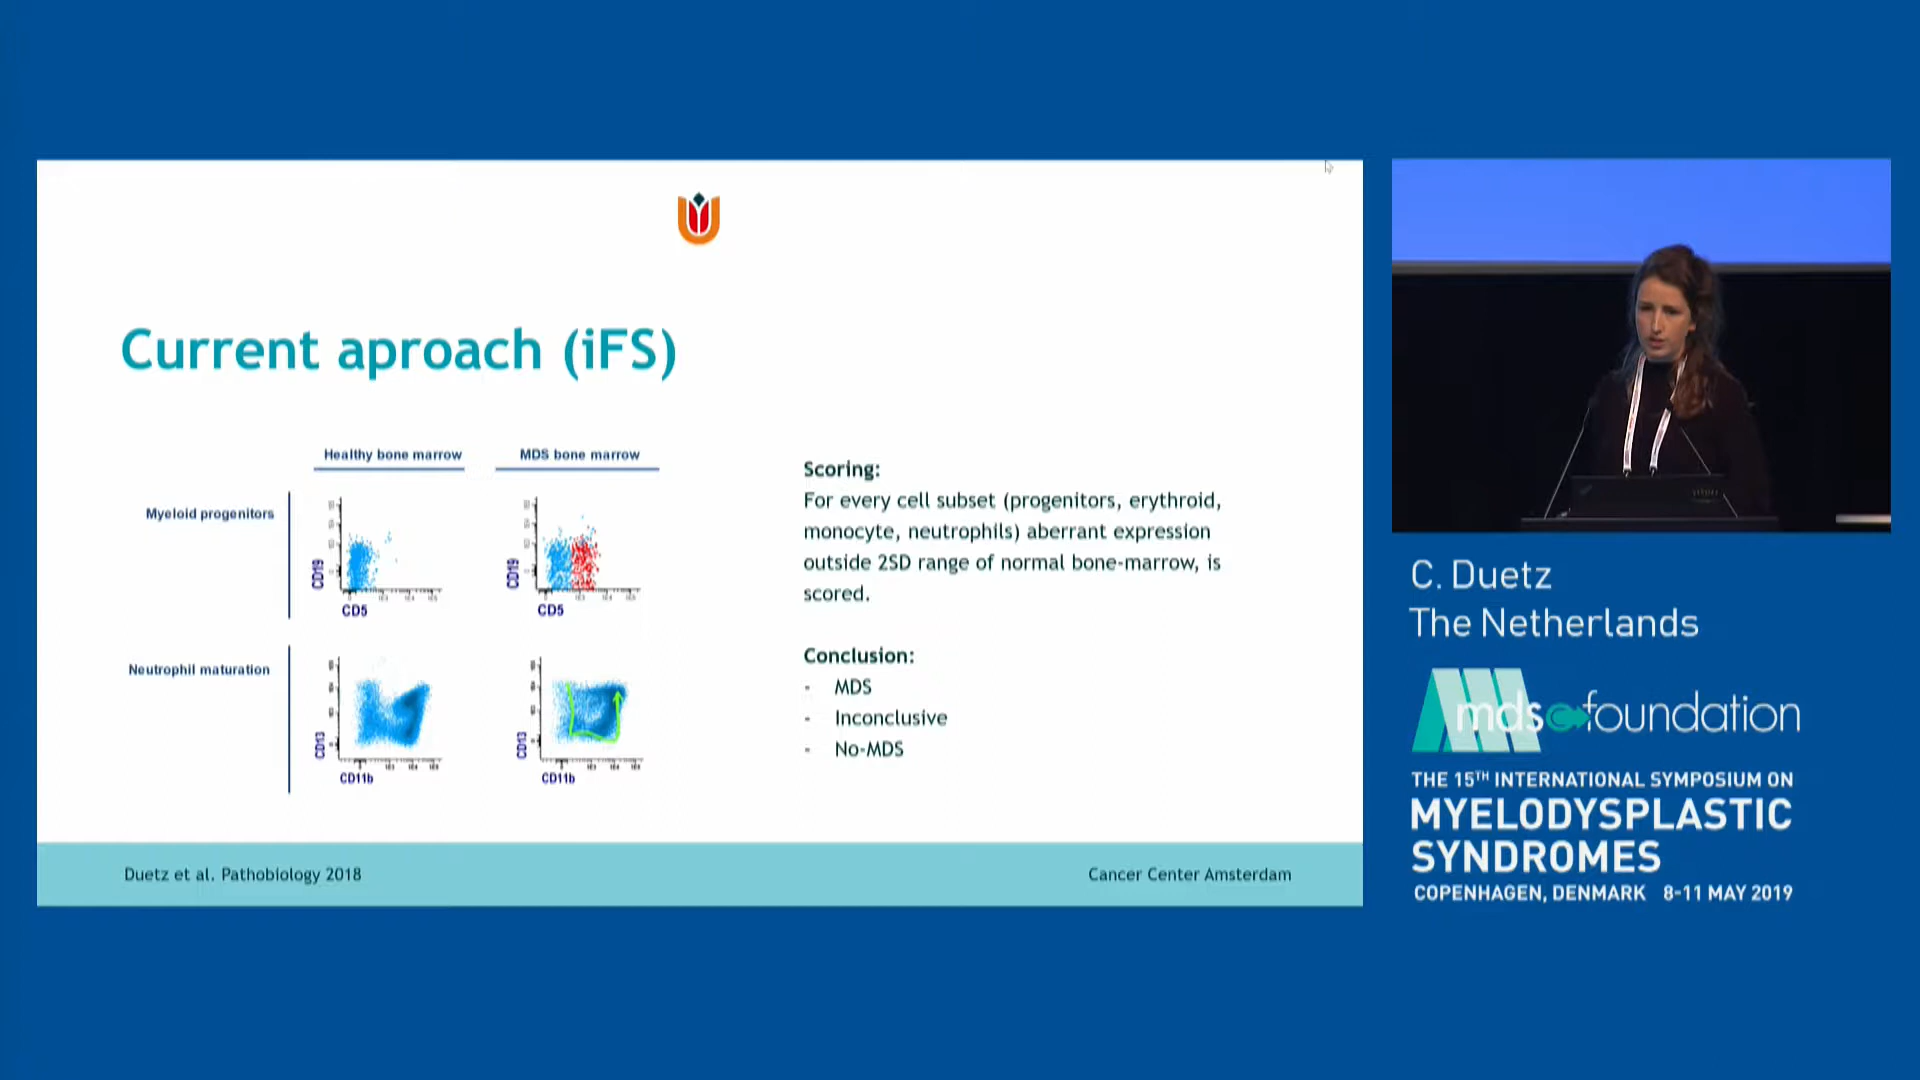 Current aproach (iFS)
Healthy bone marrow
MDS bone marrow
Myeloid progenitors
CD19
CD5
CD19
CD5
Neutrophil maturation
CD13
CD11b
CD13
CD11b
Scoring:
For every cell subset (progenitors, erythroid,
monocyte, neutrophils) aberrant expression
outside 2SD range of normal bone-marrow, is
scored.
Conclusion:
- MDS
- Inconclusive
- No-MDS
Duetz et al. Pathobiology 2018
Cancer Center Amsterdam
C. Duetz
The Netherlands
mds foundation
THE 15TH INTERNATIONAL SYMPOSIUM ON
MYELODYSPLASTIC
SYNDROMES
COPENHAGEN, DENMARK 8-11 MAY 2019